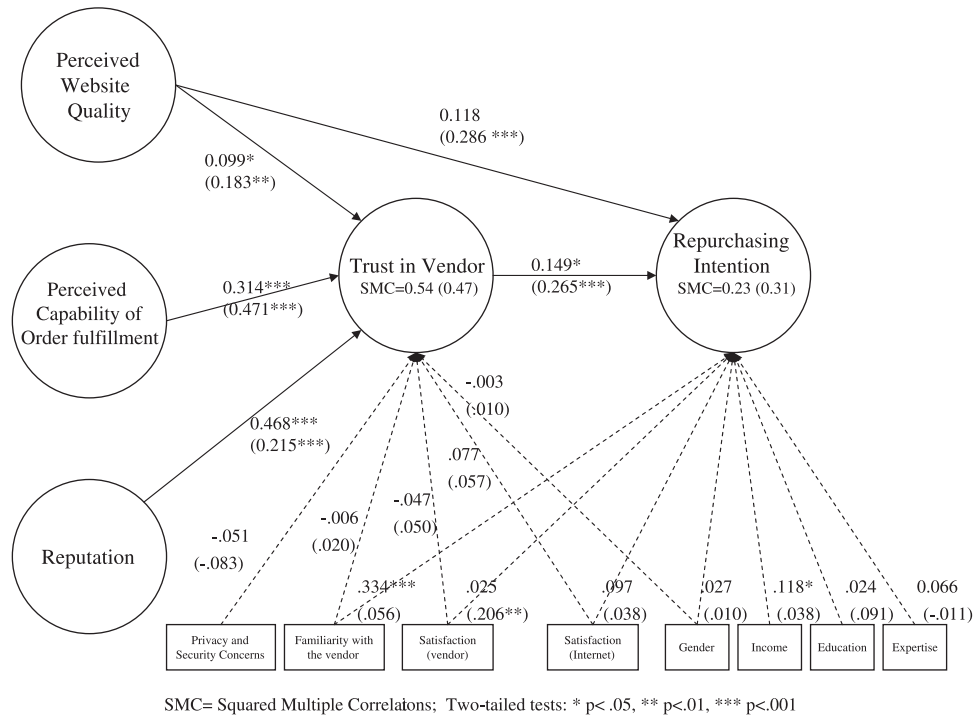 Perceived
Website
Quality
0.118
(0.286 ***)
0.099*
(0.183**)
Trust in Vendor
SMC=0.54 (0.47)
0.149*
(0.265***)
Repurchasing
Intention
SMC=0.23 (0.31)
Perceived
Capability of
Order fulfillment
0.314***
(0.471***)
0.468***
(0.215***)
Reputation
-.003
(.010)
.077
(.057)
-.047
(.050)
-.006
(.020)
-.051
(-.083)
.334***
(.056)
.025
(.206**)
.097
(.038)
.027
(.010)
.118*
(.038)
.024
(.091)
0.066
(-.011)
Privacy and
Security Concerns
Familiarity with
the vendor
Satisfaction
(vendor)
Satisfaction
(Internet)
Gender
Income
Education
Expertise
SMC= Squared Multiple Correlaions; Two-tailed tests: * p< .05, ** p<.01, *** p<.001